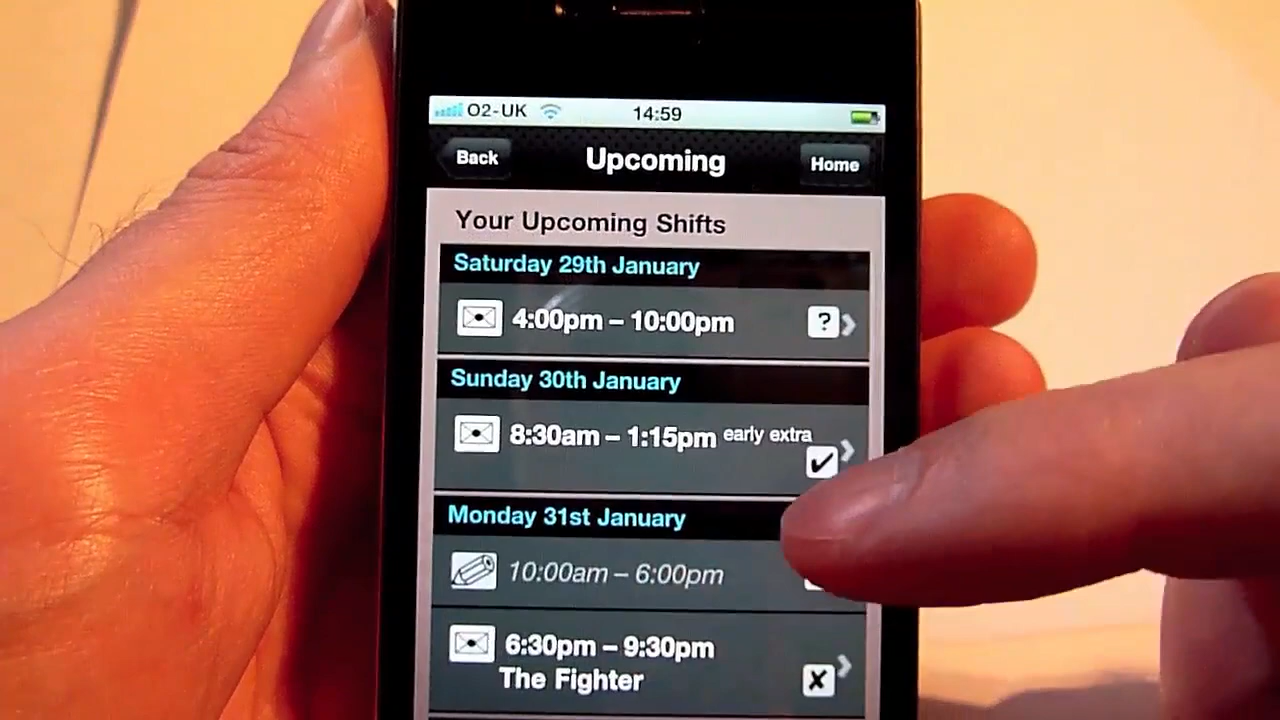 O2-UK 14:59
Back Upcoming Home
Your Upcoming Shifts
Saturday 29th January
4:00pm – 10:00pm ?
Sunday 30th January
8:30am – 1:15pm early extra
Monday 31st January
10:00am – 6:00pm
6:30pm – 9:30pm
The Fighter